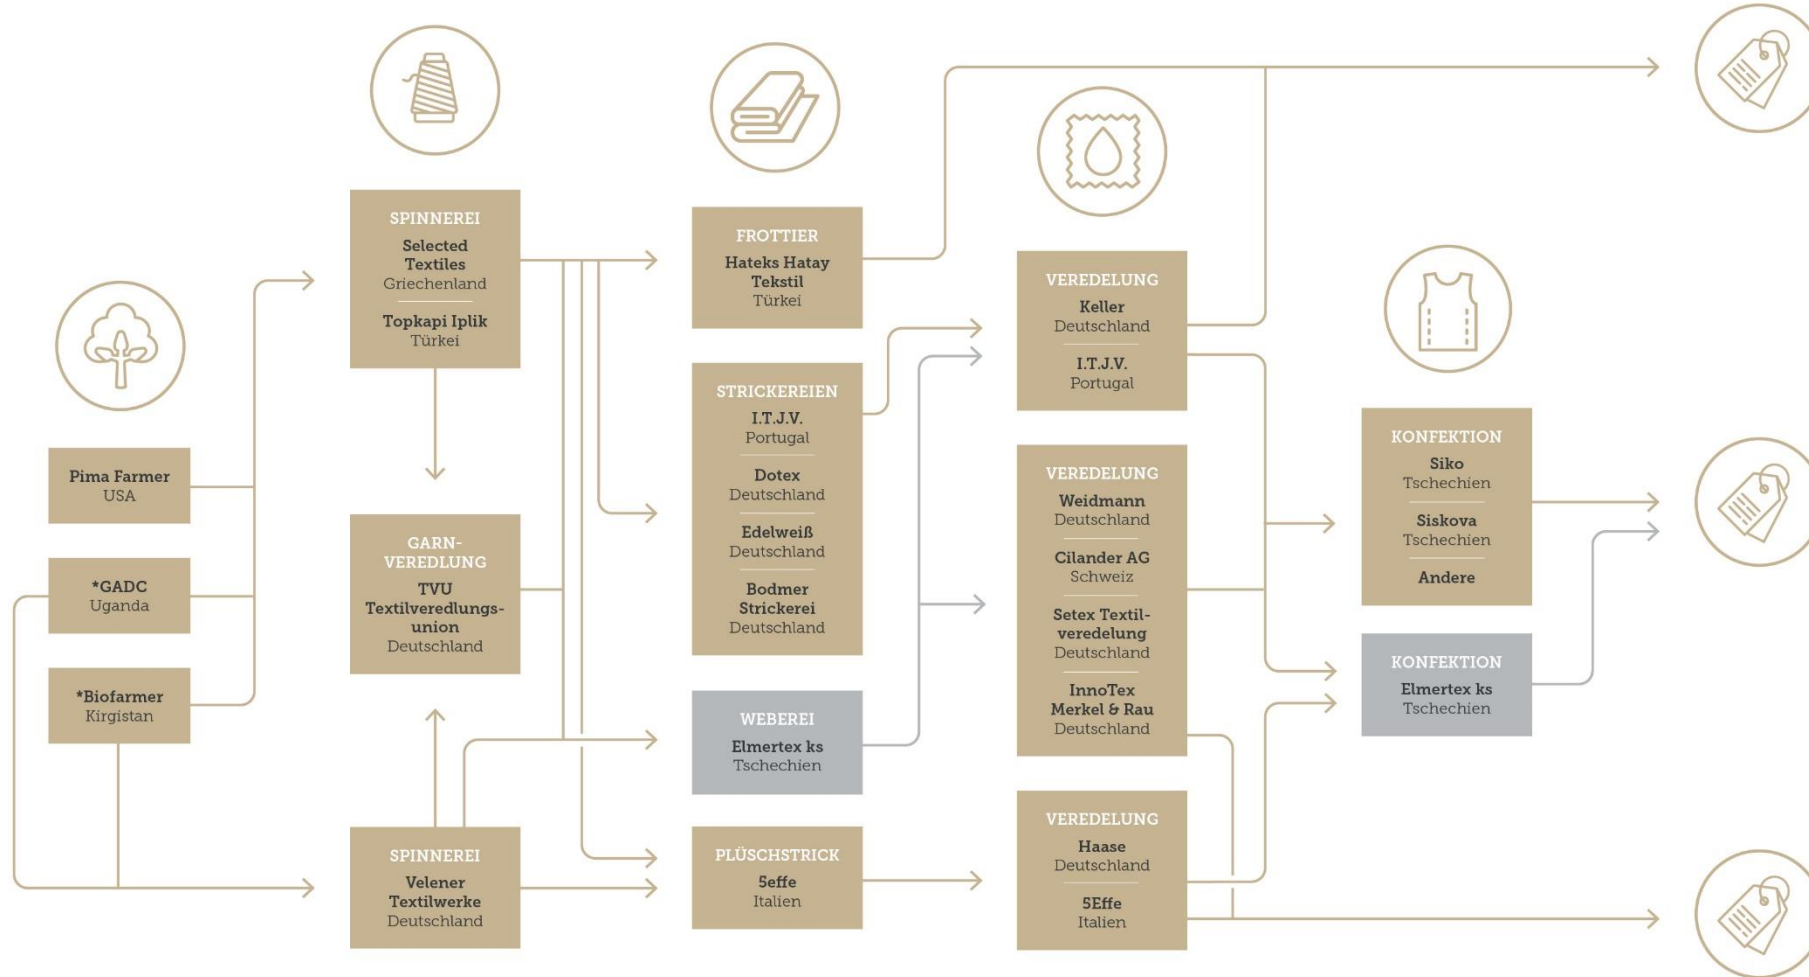 Pima Farmer
USA
*GADC
Uganda
*Biofarmer
Kirgistan
SPINNEREI
Selected
Textiles
Griechenland
Topkapi Iplik
Türkei
GARN-
VEREDLUNG
TVU
Textilveredlungs-
union
Deutschland
SPINNEREI
Velener
Textilwerke
Deutschland
FROTTIER
Hateks Hatay
Tekstil
Türkei
STRICKEREIEN
I.T.J.V.
Portugal
Dotex
Deutschland
Edelweiß
Deutschland
Bodmer
Strickerei
Deutschland
WEBEREI
Elmertex ks
Tschechien
PLÜSCHSTRICK
5effe
Italien
VEREDELUNG
Keller
Deutschland
I.T.J.V.
Portugal
VEREDELUNG
Weidmann
Deutschland
Cilander AG
Schweiz
Setex Textil-
veredelung
Deutschland
InnoTex
Merkel & Rau
Deutschland
VEREDELUNG
Haase
Deutschland
5Effe
Italien
KONFEKTION
Siko
Tschechien
Siskova
Tschechien
Andere
KONFEKTION
Elmertex ks
Tschechien